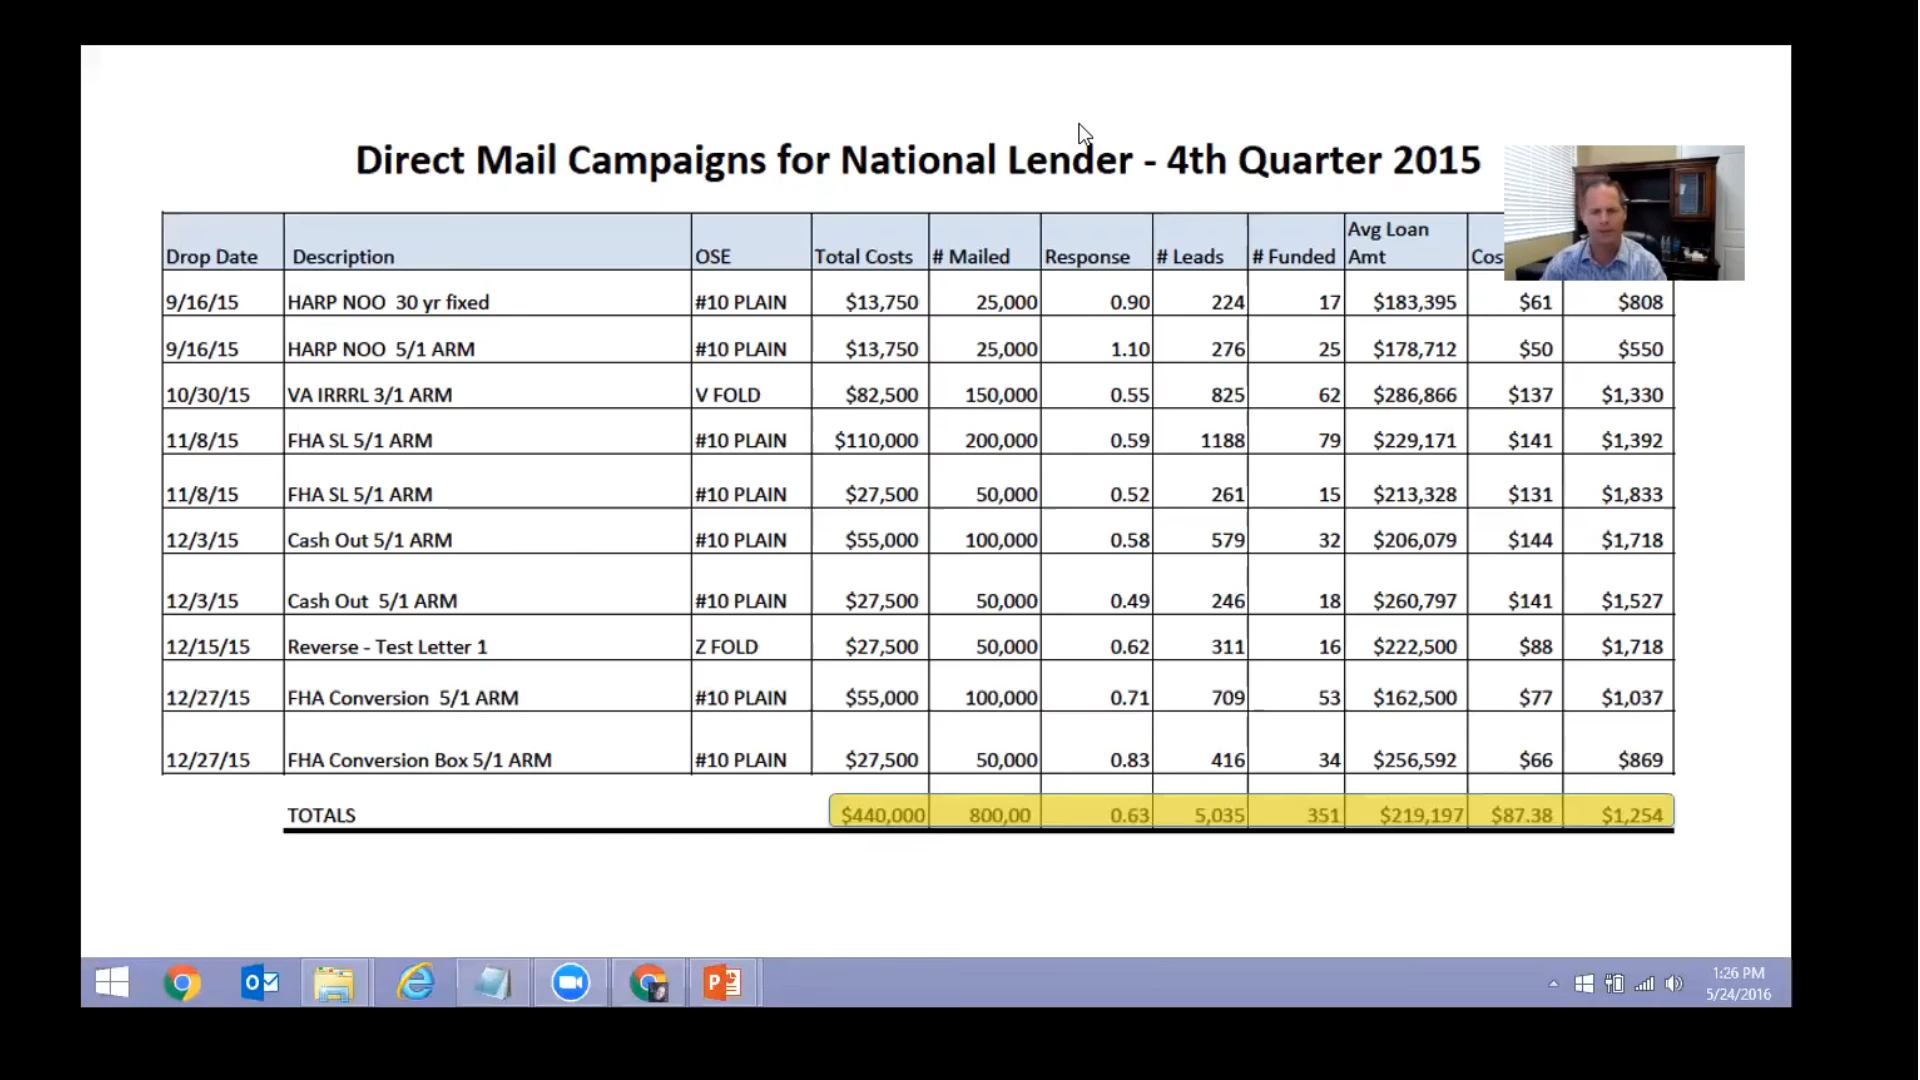 Direct Mail Campaigns for National Lender - 4th Quarter 2015
Drop Date Description OSE Total Costs # Mailed Response # Leads # Funded Avg Loan Amt Cos
9/16/15 HARP NOO 30 yr fixed #10 PLAIN $13,750 25,000 0.90 224 17 $183,395 $61 $808
9/16/15 HARP NOO 5/1 ARM #10 PLAIN $13,750 25,000 1.10 276 25 $178,712 $50 $550
10/30/15 VA IRRRL 3/1 ARM V FOLD $82,500 150,000 0.55 825 62 $286,866 $137 $1,330
11/8/15 FHA SL 5/1 ARM #10 PLAIN $110,000 200,000 0.59 1188 79 $229,171 $141 $1,392
11/8/15 FHA SL 5/1 ARM #10 PLAIN $27,500 50,000 0.52 261 15 $213,328 $131 $1,833
12/3/15 Cash Out 5/1 ARM #10 PLAIN $55,000 100,000 0.58 579 32 $206,079 $144 $1,718
12/3/15 Cash Out 5/1 ARM #10 PLAIN $27,500 50,000 0.49 246 18 $260,797 $141 $1,527
12/15/15 Reverse - Test Letter 1 Z FOLD $27,500 50,000 0.62 311 16 $222,500 $88 $1,718
12/27/15 FHA Conversion 5/1 ARM #10 PLAIN $55,000 100,000 0.71 709 53 $162,500 $77 $1,037
12/27/15 FHA Conversion Box 5/1 ARM #10 PLAIN $27,500 50,000 0.83 416 34 $256,592 $66 $869
TOTALS $440,000 800,00 0.63 5,035 351 $219,197 $87.38 $1,254
1:26 PM
5/24/2016